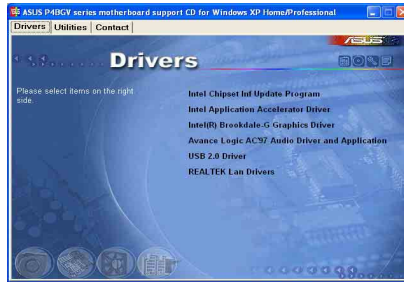 ASUS P4BGV series motherboard support CD for Windows XP Home/Professional
Drivers Utilities Contact
ASUS
Drivers
Please select items on the right
side.
Intel Chipset Inf Update Program
Intel Application Accelerator Driver
Intel(R) Brookdale-G Graphics Driver
Avance Logic AC'97 Audio Driver and Application
USB 2.0 Driver
REALTEK Lan Drivers